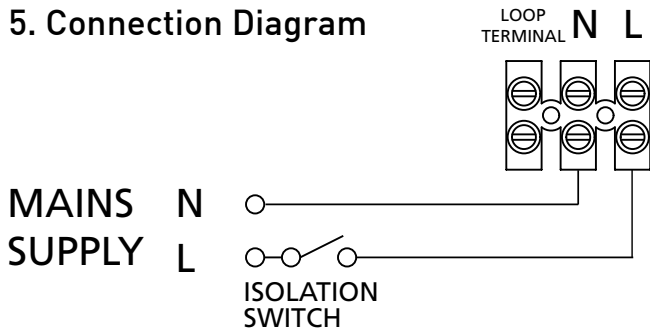 5. Connection Diagram
LOOP
TERMINAL N L
MAINS N
SUPPLY L
ISOLATION
SWITCH